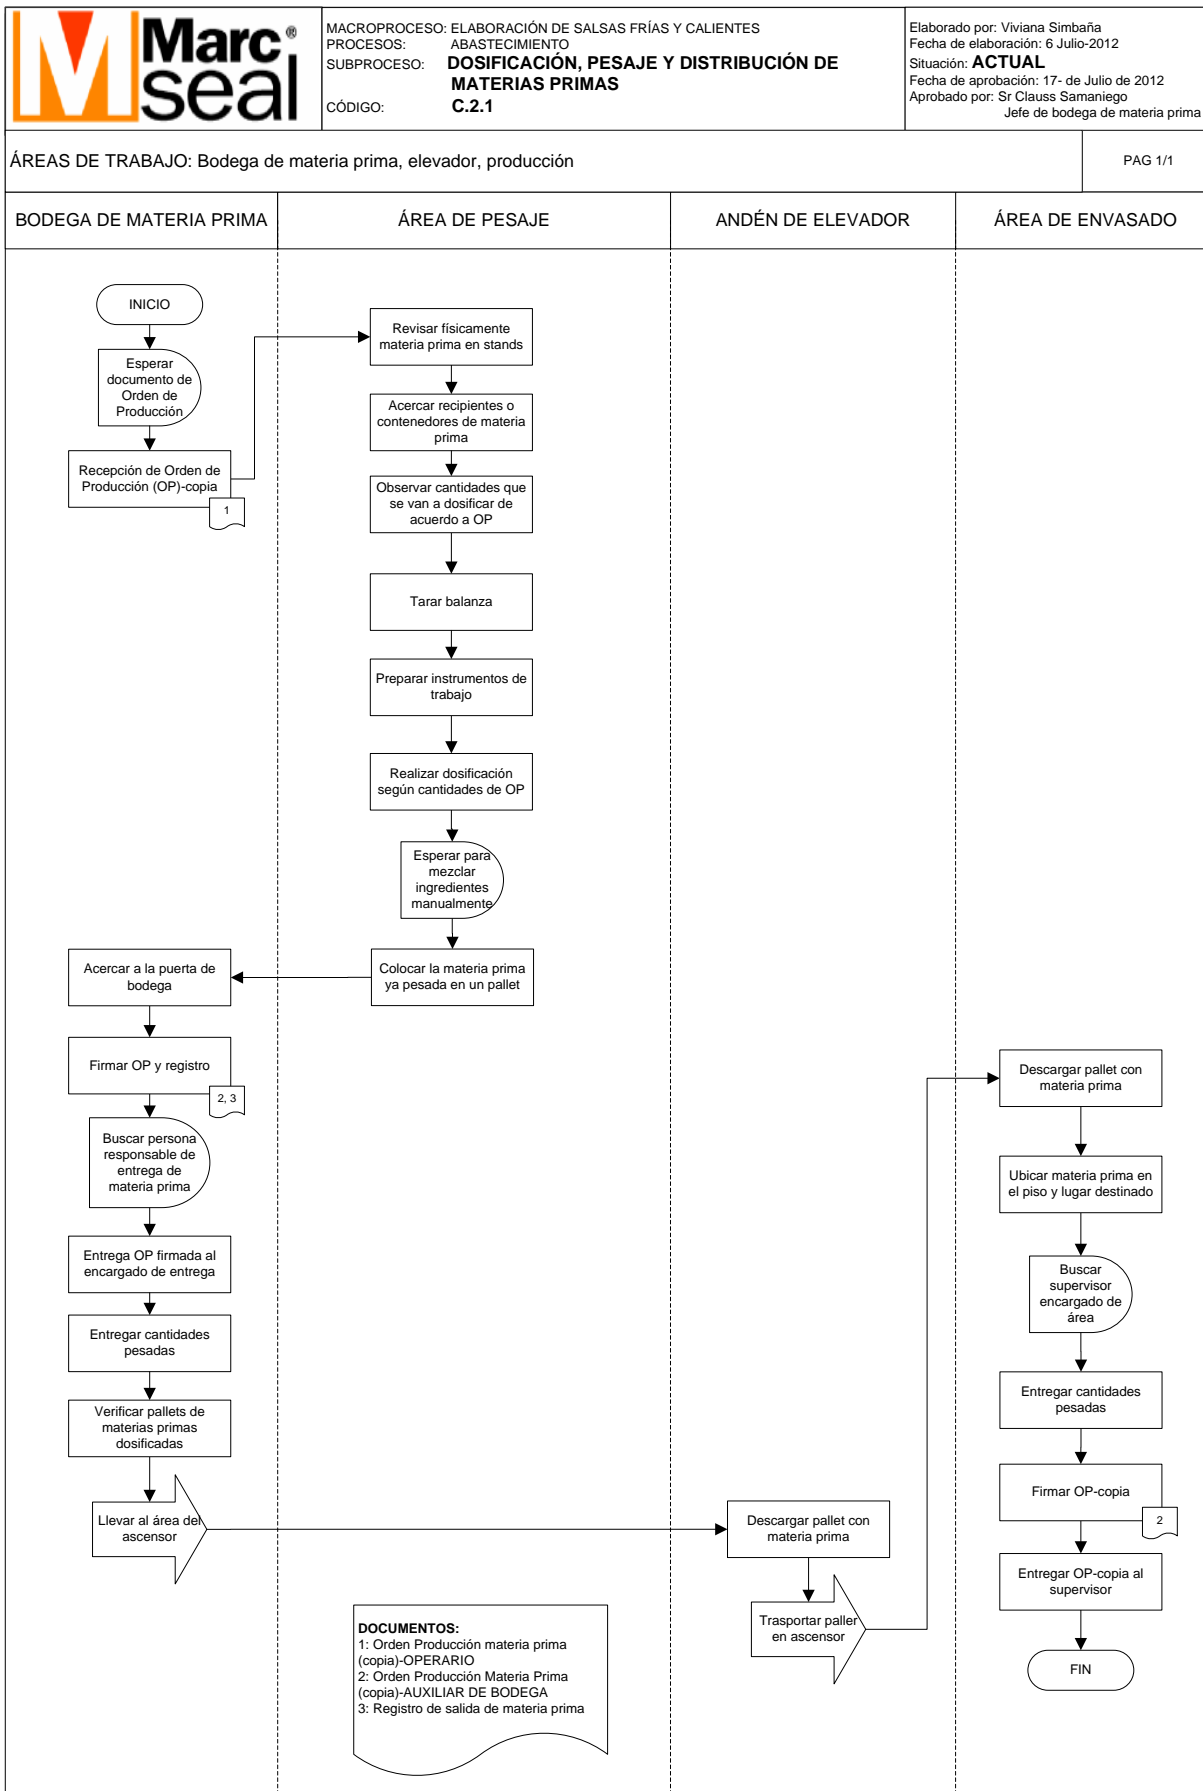 Marc®
seal
MACROPROCESO: ELABORACIÓN DE SALSAS FRÍAS Y CALIENTES
PROCESOS: ABASTECIMIENTO
SUBPROCESO: DOSIFICACIÓN, PESAJE Y DISTRIBUCIÓN DE
MATERIAS PRIMAS
CÓDIGO: C.2.1
Elaborado por: Viviana Simbaña
Fecha de elaboración: 6 Julio-2012
Situación: ACTUAL
Fecha de aprobación: 17- de Julio de 2012
Aprobado por: Sr Clauss Samaniego
Jefe de bodega de materia prima
ÁREAS DE TRABAJO: Bodega de materia prima, elevador, producción
PAG 1/1
BODEGA DE MATERIA PRIMA
ÁREA DE PESAJE
ANDÉN DE ELEVADOR
ÁREA DE ENVASADO
INICIO
Esperar
documento de
Orden de
Producción
Recepción de Orden de
Producción (OP)-copia
1
Revisar físicamente
materia prima en stands
Acercar recipientes o
contenedores de materia
prima
Observar cantidades que
se van a dosificar de
acuerdo a OP
Tarar balanza
Preparar instrumentos de
trabajo
Realizar dosificación
según cantidades de OP
Esperar para
mezclar
ingredientes
manualmente
Colocar la materia prima
ya pesada en un pallet
Acercar a la puerta de
bodega
Firmar OP y registro
2, 3
Buscar persona
responsable de
entrega de
materia prima
Entrega OP firmada al
encargado de entrega
Entregar cantidades
pesadas
Verificar pallets de
materias primas
dosificadas
Llevar al área del
ascensor
Descargar pallet con
materia prima
Trasportar paller
en ascensor
Descargar pallet con
materia prima
Ubicar materia prima en
el piso y lugar destinado
Buscar
supervisor
encargado de
área
Entregar cantidades
pesadas
Firmar OP-copia
2
Entregar OP-copia al
supervisor
FIN
DOCUMENTOS:
1: Orden Producción materia prima
(copia)-OPERARIO
2: Orden Producción Materia Prima
(copia)-AUXILIAR DE BODEGA
3: Registro de salida de materia prima